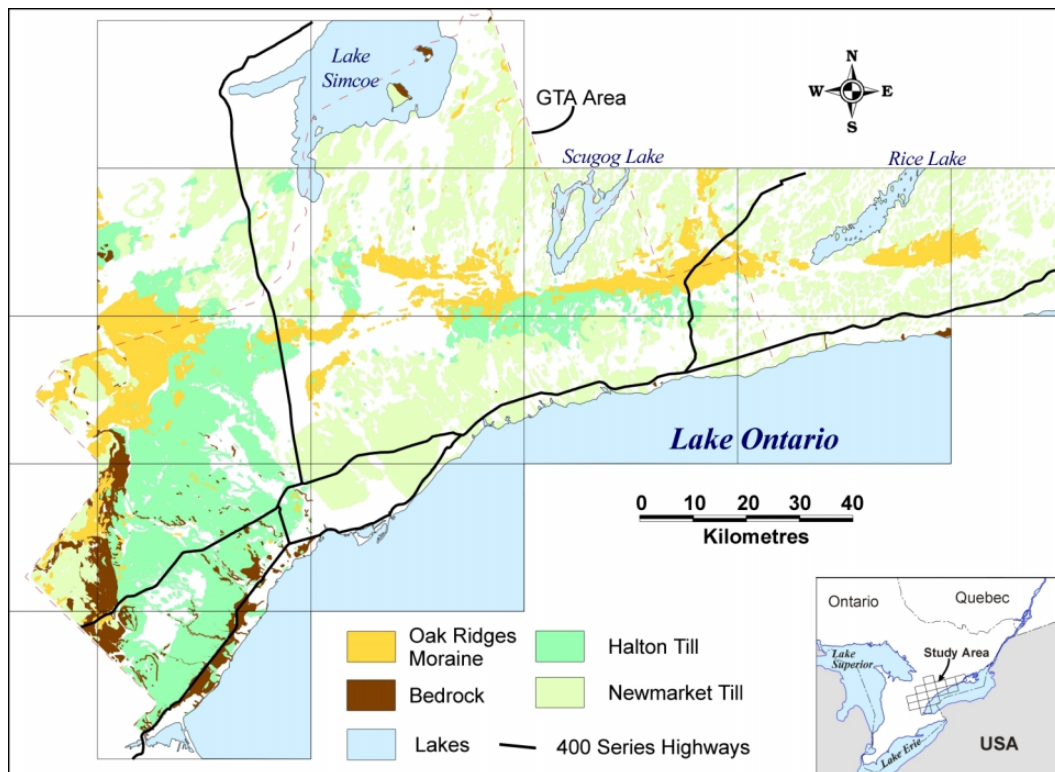 Lake
Simcoe
GTA Area
N
W
E
S
Scugog Lake
Rice Lake
Lake Ontario
0 10 20 30 40
Kilometres
Oak Ridges
Moraine
Halton Till
Bedrock
Newmarket Till
Lakes
400 Series Highways
Ontario
Quebec
Lake
Superior
Study Area
Lake Erie
USA